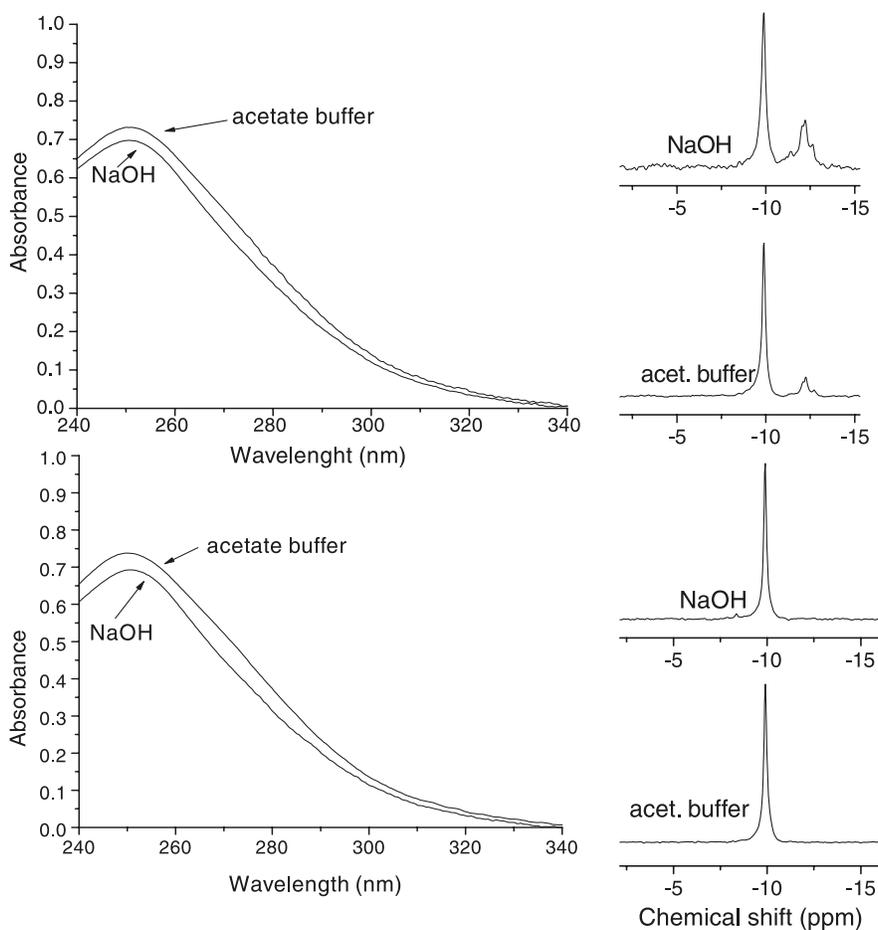 1.0
0.9
0.8
0.7
0.6
0.5
0.4
0.3
0.2
0.1
0.0
Absorbance
acetate buffer
NaOH
240 260 280 300 320 340
Wavelenght (nm)
NaOH
-5 -10 -15
acet. buffer
-5 -10 -15
1.0
0.9
0.8
0.7
0.6
0.5
0.4
0.3
0.2
0.1
0.0
Absorbance
acetate buffer
NaOH
240 260 280 300 320 340
Wavelength (nm)
NaOH
-5 -10 -15
acet. buffer
-5 -10 -15
Chemical shift (ppm)